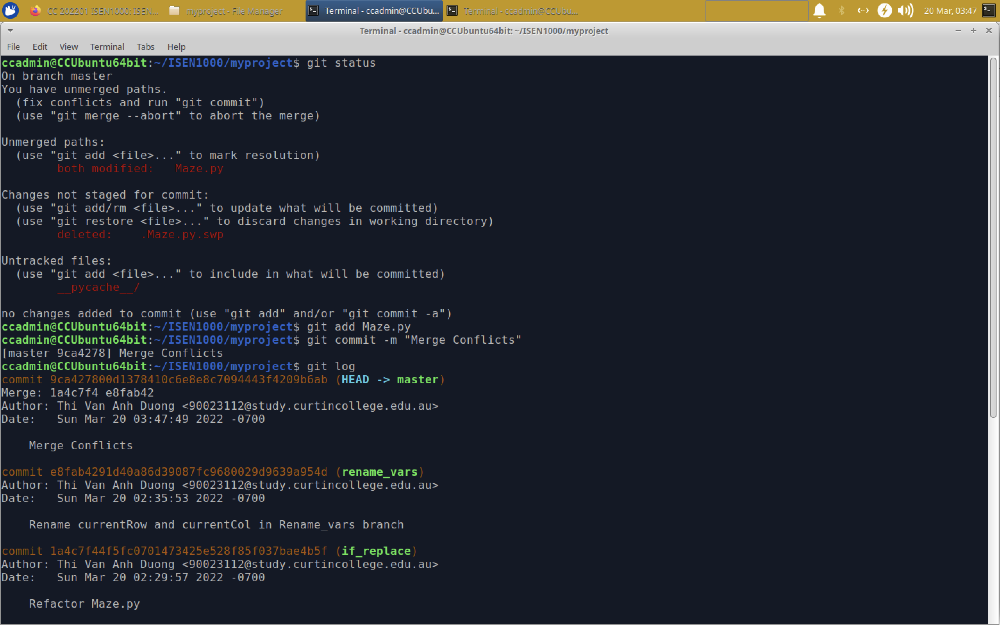 CC 202201 ISEN1000: ISEN...
myproject - File Manager
Terminal - ccadmin@CCUbu...
Terminal - ccadmin@CCUbu...
20 Mar, 03:47
Terminal - ccadmin@CCUbuntu64bit: ~/ISEN1000/myproject
File Edit View Terminal Tabs Help
ccadmin@CCUbuntu64bit:~/ISEN1000/myproject$ git status
On branch master
You have unmerged paths.
  (fix conflicts and run "git commit")
  (use "git merge --abort" to abort the merge)
Unmerged paths:
  (use "git add <file>..." to mark resolution)
        both modified:   Maze.py
Changes not staged for commit:
  (use "git add/rm <file>..." to update what will be committed)
  (use "git restore <file>..." to discard changes in working directory)
        deleted:    .Maze.py.swp
Untracked files:
  (use "git add <file>..." to include in what will be committed)
        __pycache__/
no changes added to commit (use "git add" and/or "git commit -a")
ccadmin@CCUbuntu64bit:~/ISEN1000/myproject$ git add Maze.py
ccadmin@CCUbuntu64bit:~/ISEN1000/myproject$ git commit -m "Merge Conflicts"
[master 9ca4278] Merge Conflicts
ccadmin@CCUbuntu64bit:~/ISEN1000/myproject$ git log
commit 9ca427800d1378410c6e8e8c7094443f4209b6ab (HEAD -> master)
Merge: 1a4c7f4 e8fab42
Author: Thi Van Anh Duong <90023112@study.curtincollege.edu.au>
Date:   Sun Mar 20 03:47:49 2022 -0700
    Merge Conflicts
commit e8fab4291d40a86d39087fc9680029d9639a954d (rename_vars)
Author: Thi Van Anh Duong <90023112@study.curtincollege.edu.au>
Date:   Sun Mar 20 02:35:53 2022 -0700
    Rename currentRow and currentCol in Rename_vars branch
commit 1a4c7f44f5fc0701473425e528f85f037bae4b5f (if_replace)
Author: Thi Van Anh Duong <90023112@study.curtincollege.edu.au>
Date:   Sun Mar 20 02:29:57 2022 -0700
    Refactor Maze.py